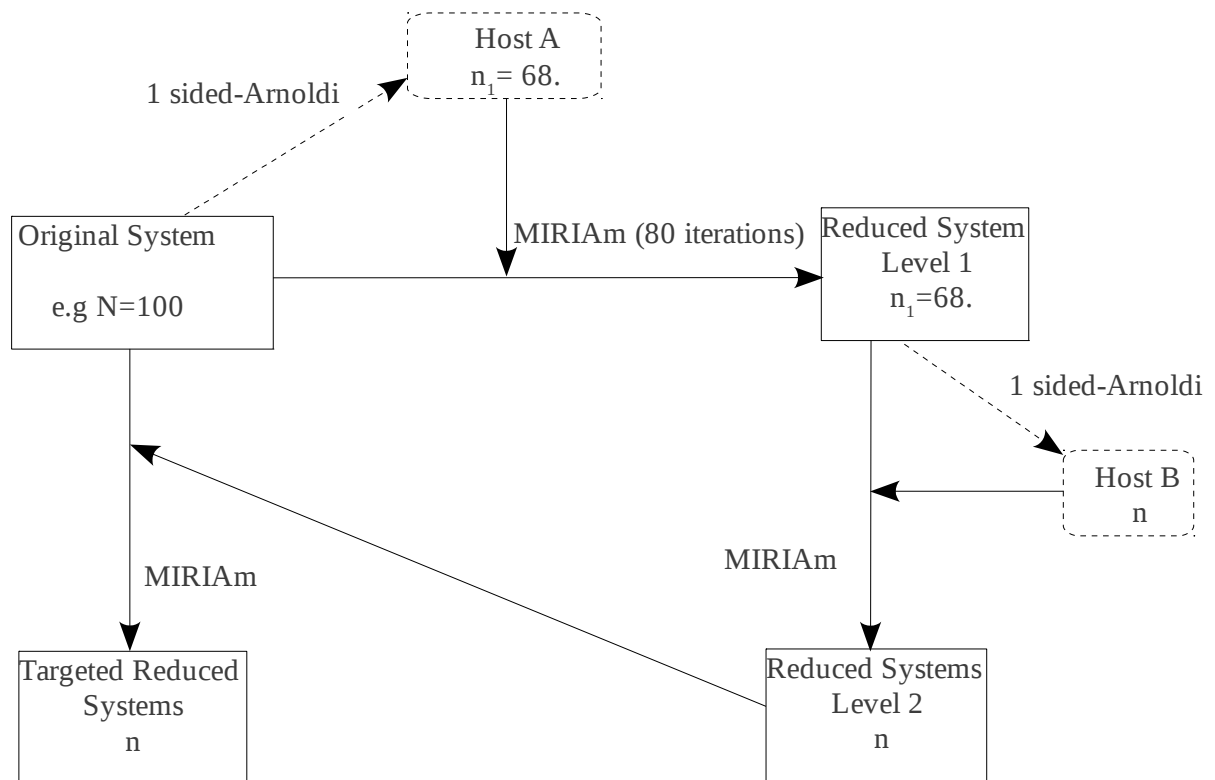 Host A
n₁= 68.
1 sided-Arnoldi
Original System
e.g N=100
MIRIAm (80 iterations)
Reduced System
Level 1
n₁=68.
1 sided-Arnoldi
Host B
n
MIRIAm
MIRIAm
Targeted Reduced
Systems
n
Reduced Systems
Level 2
n